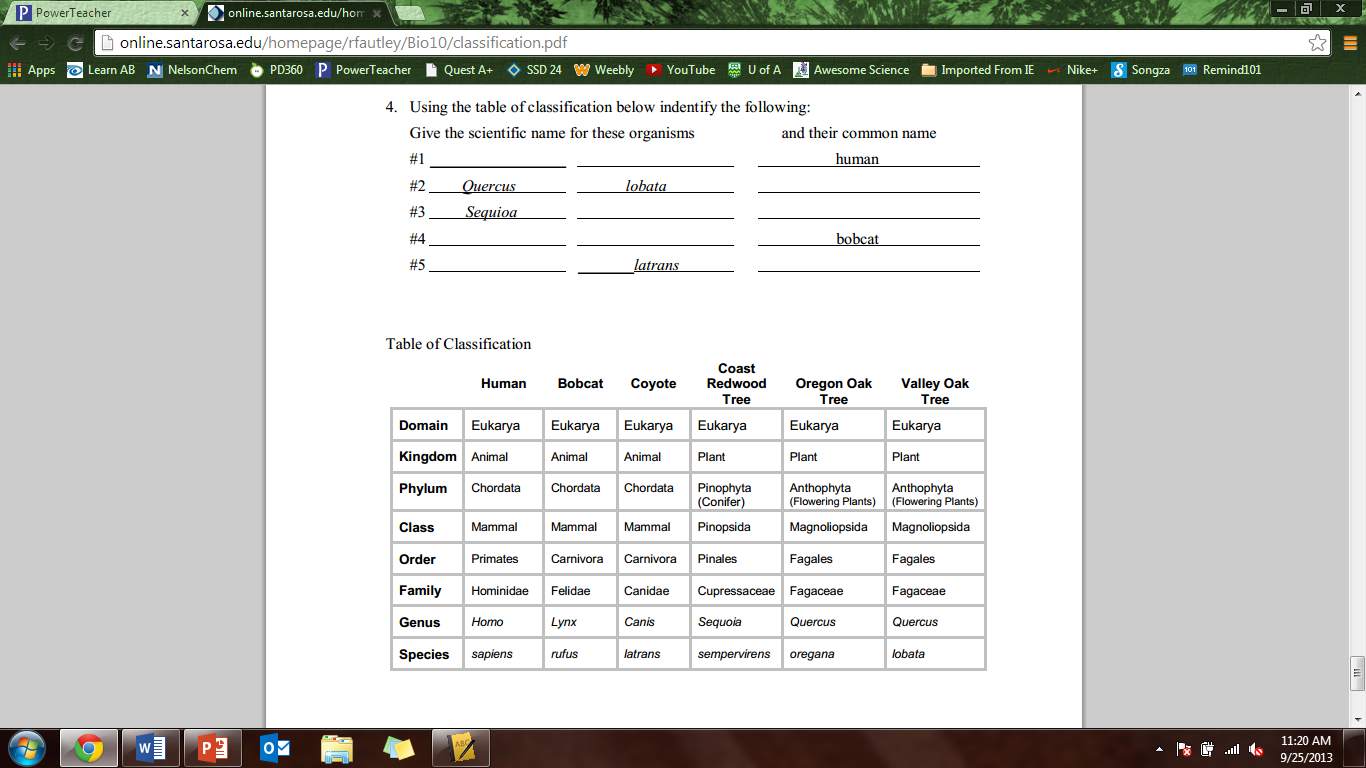 PowerTeacher × online.santarosa.edu/hom ×
online.santarosa.edu/homepage/rfautley/Bio10/classification.pdf
Apps Learn AB NelsonChem PD360 PowerTeacher Quest A+ SSD 24 Weebly YouTube U of A Awesome Science Imported From IE Nike+ Songza Remind101
4. Using the table of classification below indentify the following:
Give the scientific name for these organisms and their common name
#1 human
#2 Quercus lobata
#3 Sequioa
#4 bobcat
#5 latrans
Table of Classification
Human Bobcat Coyote Coast Redwood Tree Oregon Oak Tree Valley Oak Tree
Domain Eukarya Eukarya Eukarya Eukarya Eukarya Eukarya
Kingdom Animal Animal Animal Plant Plant Plant
Phylum Chordata Chordata Chordata Pinophyta (Conifer) Anthophyta (Flowering Plants) Anthophyta (Flowering Plants)
Class Mammal Mammal Mammal Pinopsida Magnoliopsida Magnoliopsida
Order Primates Carnivora Carnivora Pinales Fagales Fagales
Family Hominidae Felidae Canidae Cupressaceae Fagaceae Fagaceae
Genus Homo Lynx Canis Sequoia Quercus Quercus
Species sapiens rufus latrans sempervirens oregana lobata
11:20 AM
9/25/2013